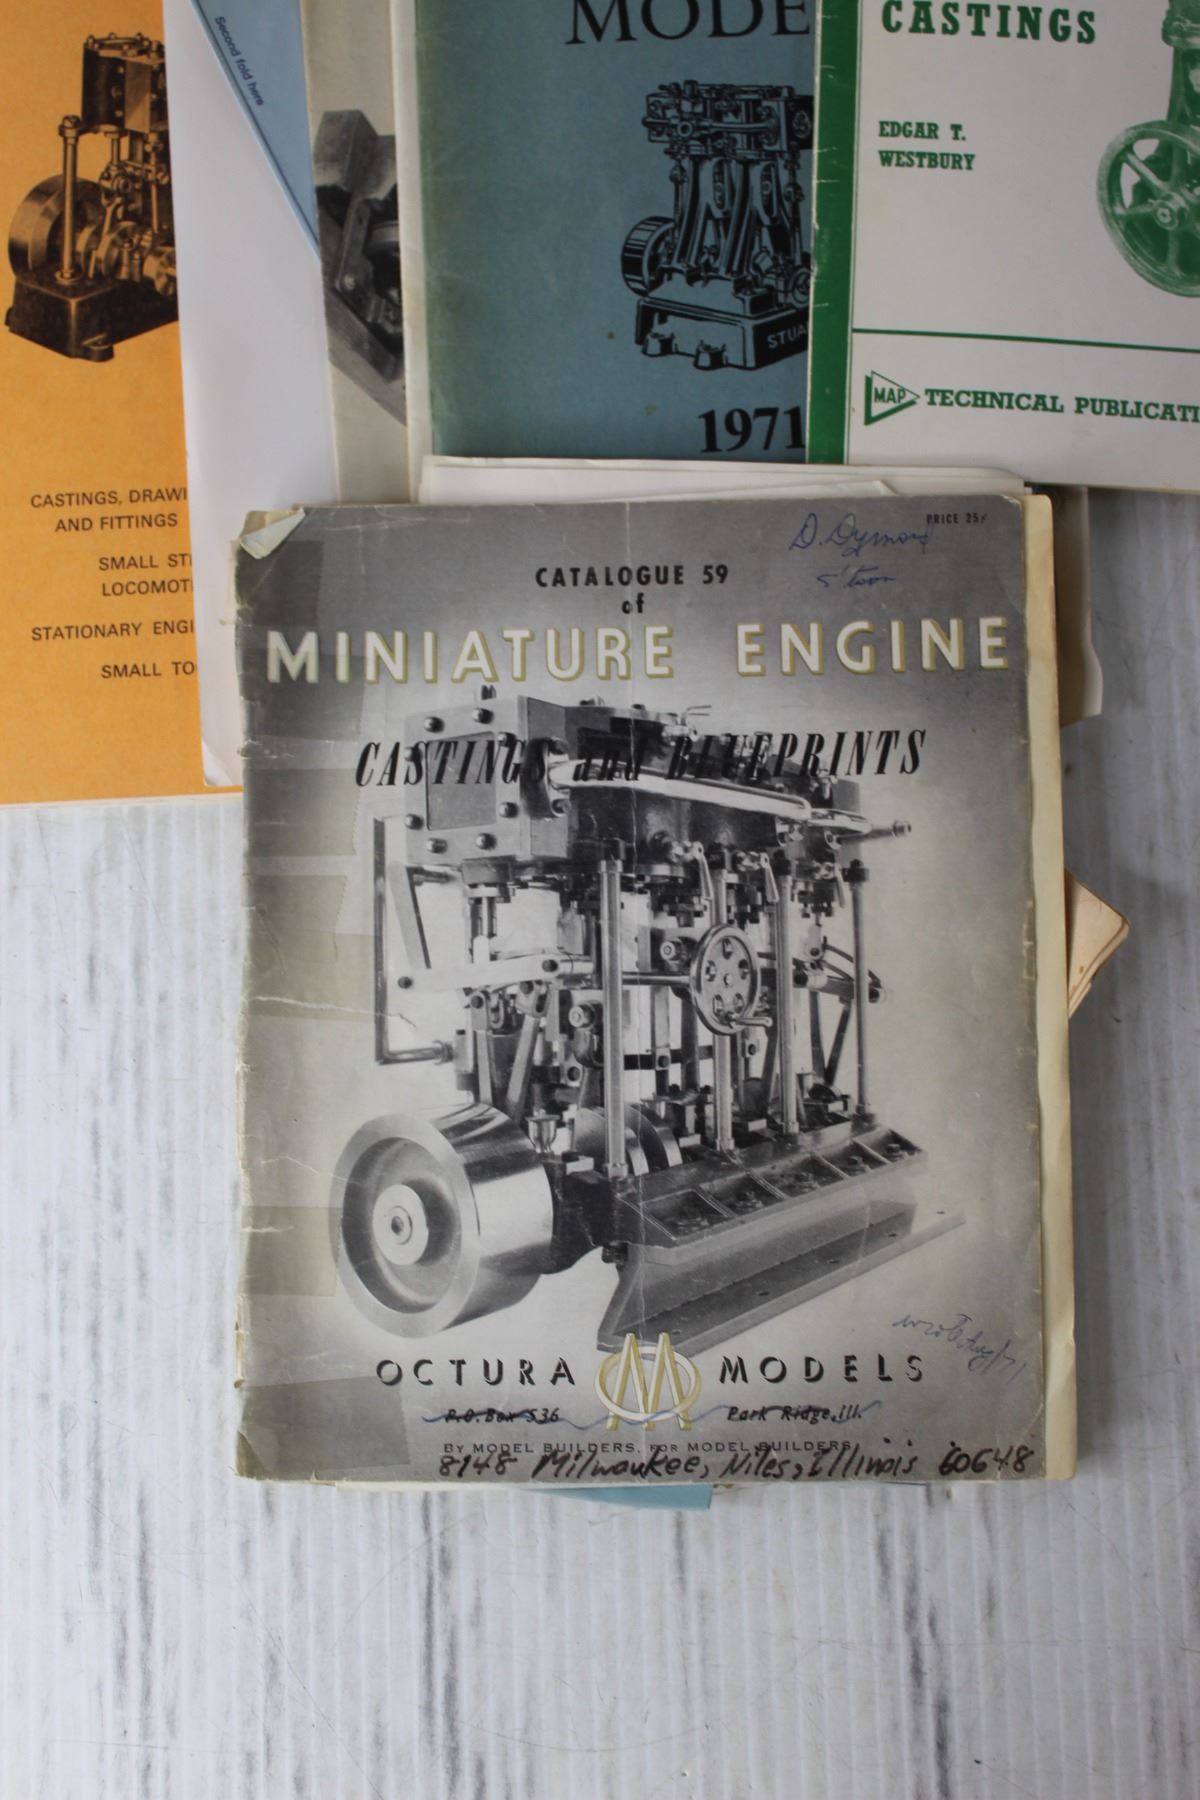 Second fold here
MODE
CASTINGS
EDGAR T.
WESTBURY
STUA
1971
MAP TECHNICAL PUBLICATI
CASTINGS, DRAWI
AND FITTINGS
SMALL ST
LOCOMOTI
STATIONARY ENGI
SMALL TO
PRICE 25¢
D. Dymond
CATALOGUE 59
of
MINIATURE ENGINE
CASTINGS and BLUEPRINTS
OCTURA MODELS
P.O. Box 536 Park Ridge, Ill.
BY MODEL BUILDERS, FOR MODEL BUILDERS
8148 Milwaukee, Niles, Illinois 60648